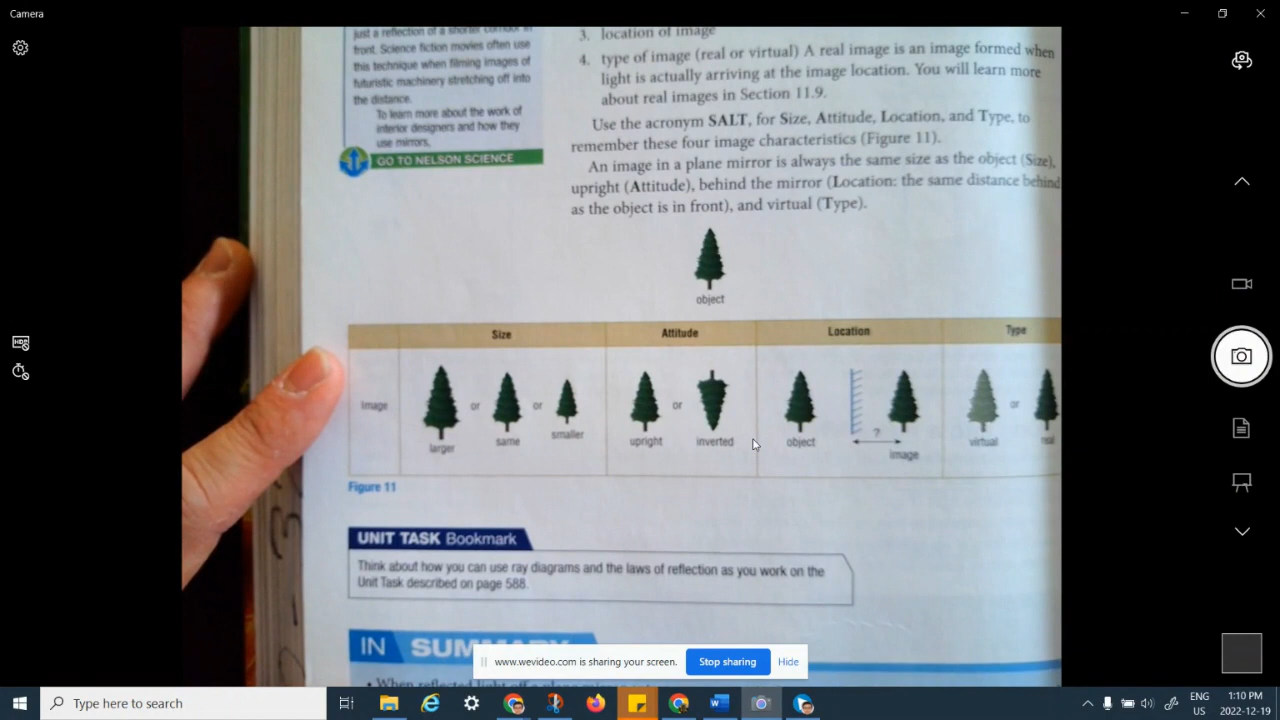 Camera
just a reflection of a shorter corridor in
front. Science fiction movies often use
this technique when filming images of
futuristic machinery stretching off into
the distance.
To learn more about the work of
interior designers and how they
use mirrors,
GO TO NELSON SCIENCE
3. location of image
4. type of image (real or virtual) A real image is an image formed when
light is actually arriving at the image location. You will learn more
about real images in Section 11.9.
Use the acronym SALT, for Size, Attitude, Location, and Type, to
remember these four image characteristics (Figure 11).
An image in a plane mirror is always the same size as the object (Size),
upright (Attitude), behind the mirror (Location: the same distance behind
as the object is in front), and virtual (Type).
object
Size Attitude Location Type
Image or or or or
larger same smaller upright inverted object ? image virtual real
Figure 11
UNIT TASK Bookmark
Think about how you can use ray diagrams and the laws of reflection as you work on the
Unit Task described on page 588.
IN SUMMARY
• When reflected light off a plane mirror
www.wevideo.com is sharing your screen. Stop sharing Hide
Type here to search
ENG
US
1:10 PM
2022-12-19